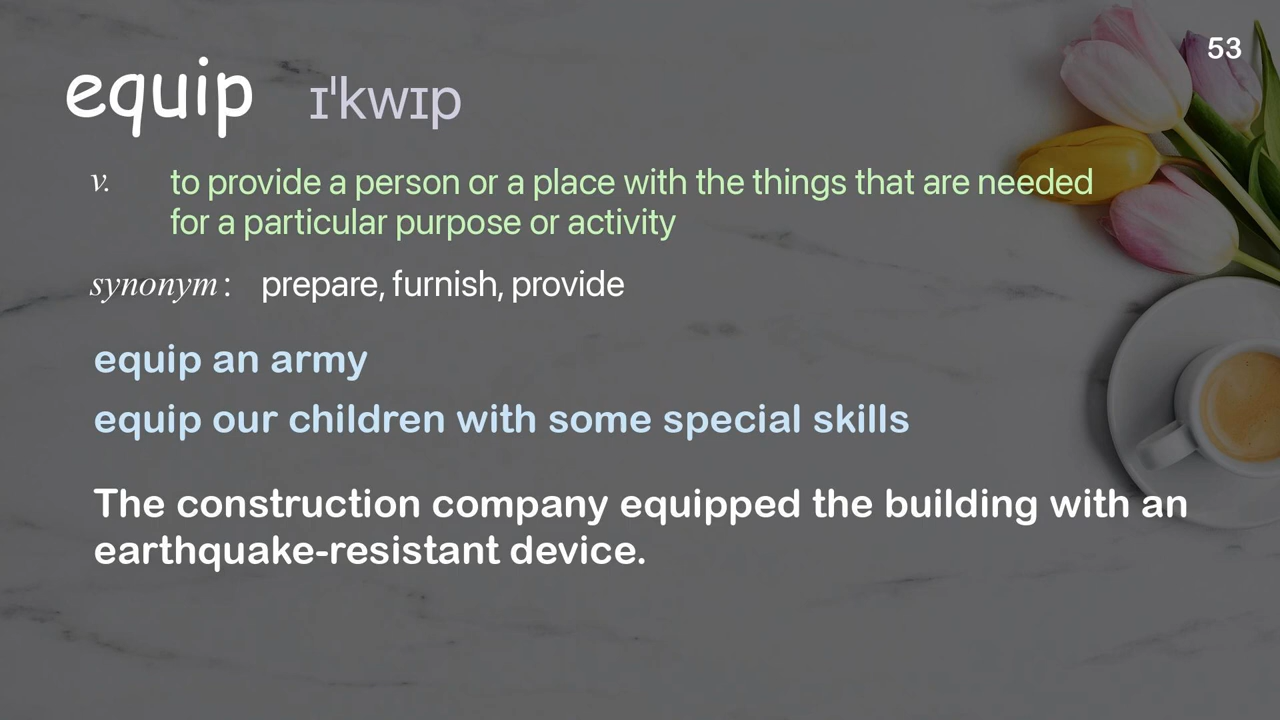 53
equip ɪˈkwɪp
v. to provide a person or a place with the things that are needed
for a particular purpose or activity
synonym: prepare, furnish, provide
equip an army
equip our children with some special skills
The construction company equipped the building with an
earthquake-resistant device.